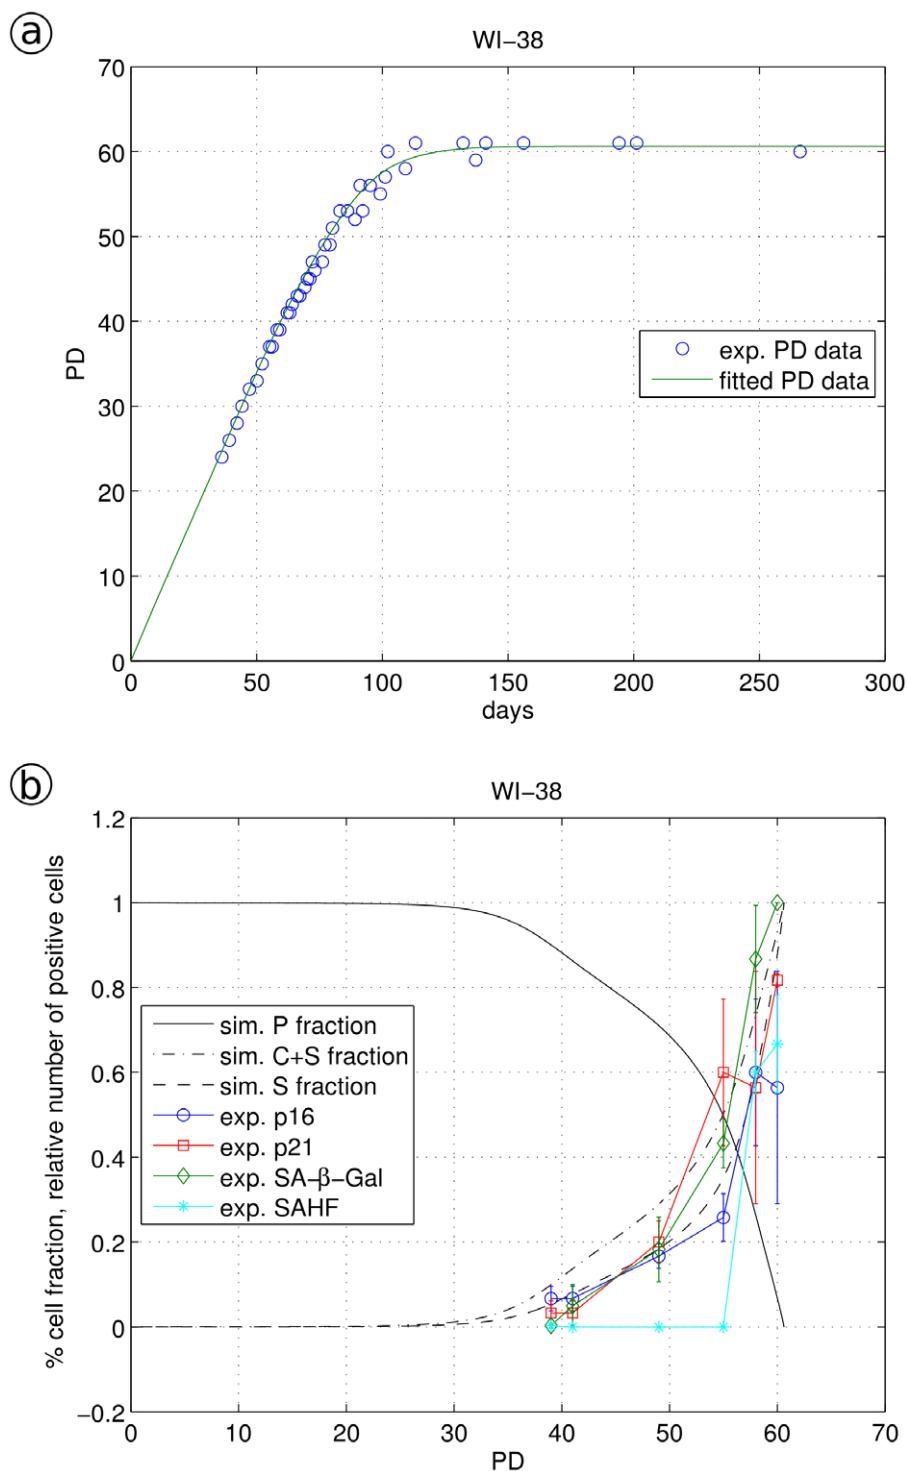 a
WI−38
70
60
50
40
30
20
10
0
PD
exp. PD data
fitted PD data
0 50 100 150 200 250 300
days
b
WI−38
1.2
1
0.8
0.6
0.4
0.2
0
−0.2
% cell fraction, relative number of positive cells
sim. P fraction
sim. C+S fraction
sim. S fraction
exp. p16
exp. p21
exp. SA−β−Gal
exp. SAHF
0 10 20 30 40 50 60 70
PD